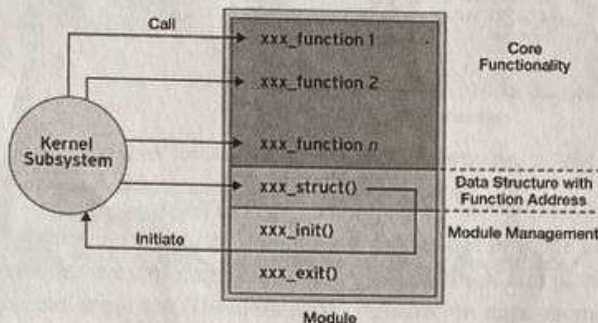 Call
xxx_function 1
xxx_function 2
xxx_function n
Core
Functionality
Kernel
Subsystem
xxx_struct()
Data Structure with
Function Address
Initiate
xxx_init()
Module Management
xxx_exit()
Module